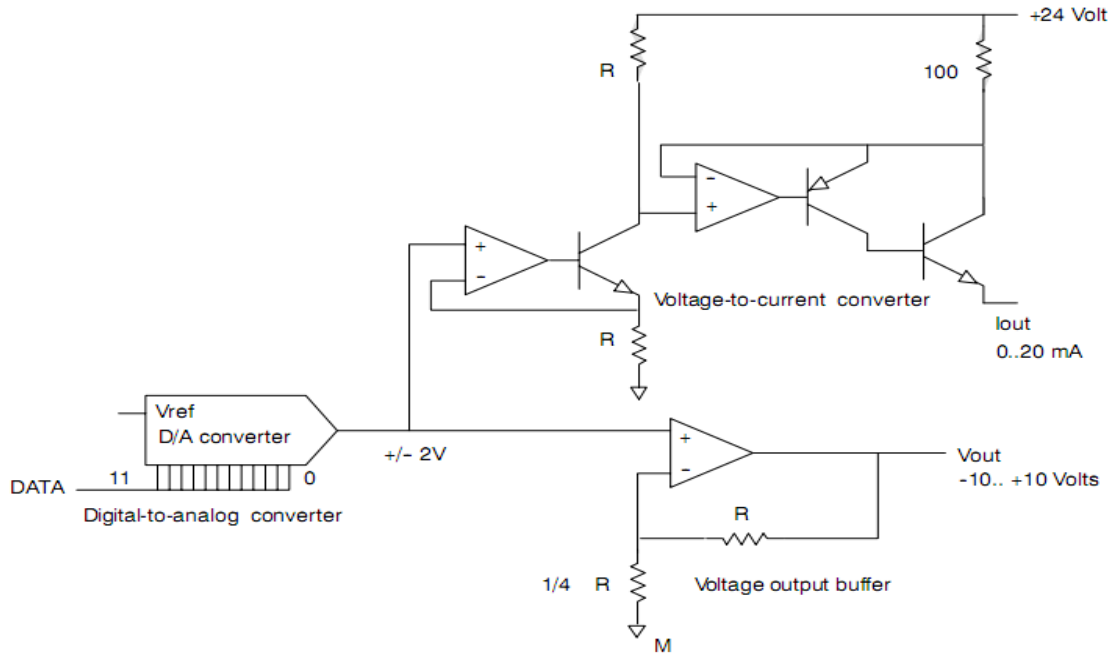 +24 Volt
R
100
-
+
+
-
Voltage-to-current converter
R
Iout
0..20 mA
Vref
D/A converter
+/- 2V
+
-
Vout
-10.. +10 Volts
DATA
11
0
Digital-to-analog converter
R
1/4 R
Voltage output buffer
M